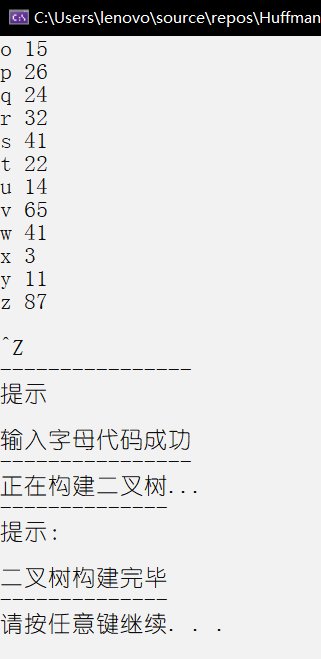 C:\Users\lenovo\source\repos\Huffman
o 15
p 26
q 24
r 32
s 41
t 22
u 14
v 65
w 41
x 3
y 11
z 87
^Z
----------------
提示
输入字母代码成功
----------------
正在构建二叉树...
--------------
提示:
二叉树构建完毕
--------------
请按任意键继续. . .